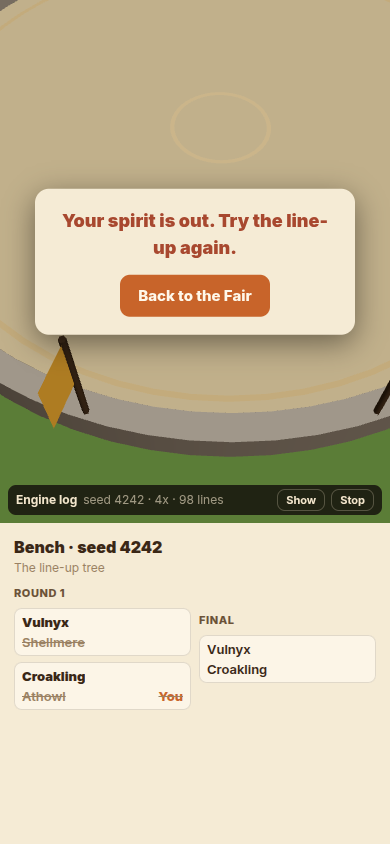 Your spirit is out. Try the line-
up again.
Back to the Fair
Engine log seed 4242 · 4x · 98 lines Show Stop
Bench · seed 4242
The line-up tree
ROUND 1
Vulnyx
Shellmere
Croakling
Athowl You
FINAL
Vulnyx
Croakling